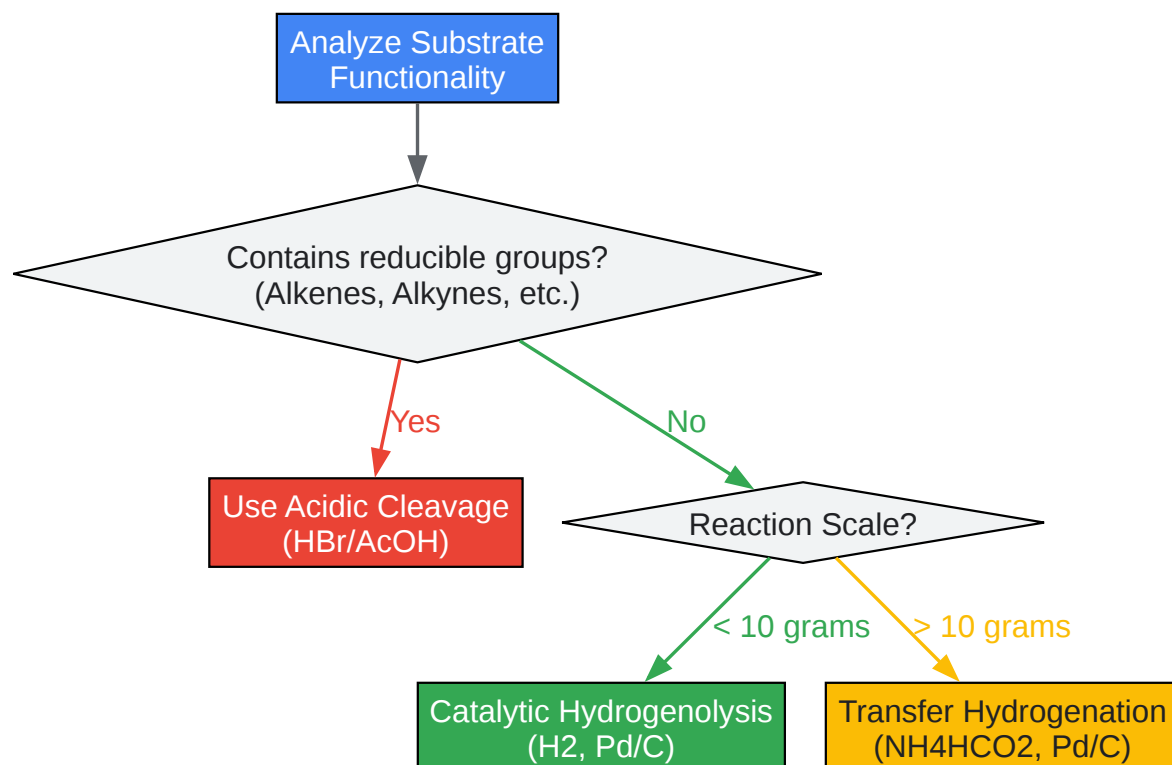 Analyze Substrate
Functionality
Contains reducible groups?
(Alkenes, Alkynes, etc.)
Yes
No
Use Acidic Cleavage
(HBr/AcOH)
Reaction Scale?
< 10 grams
> 10 grams
Catalytic Hydrogenolysis
(H2, Pd/C)
Transfer Hydrogenation
(NH4HCO2, Pd/C)